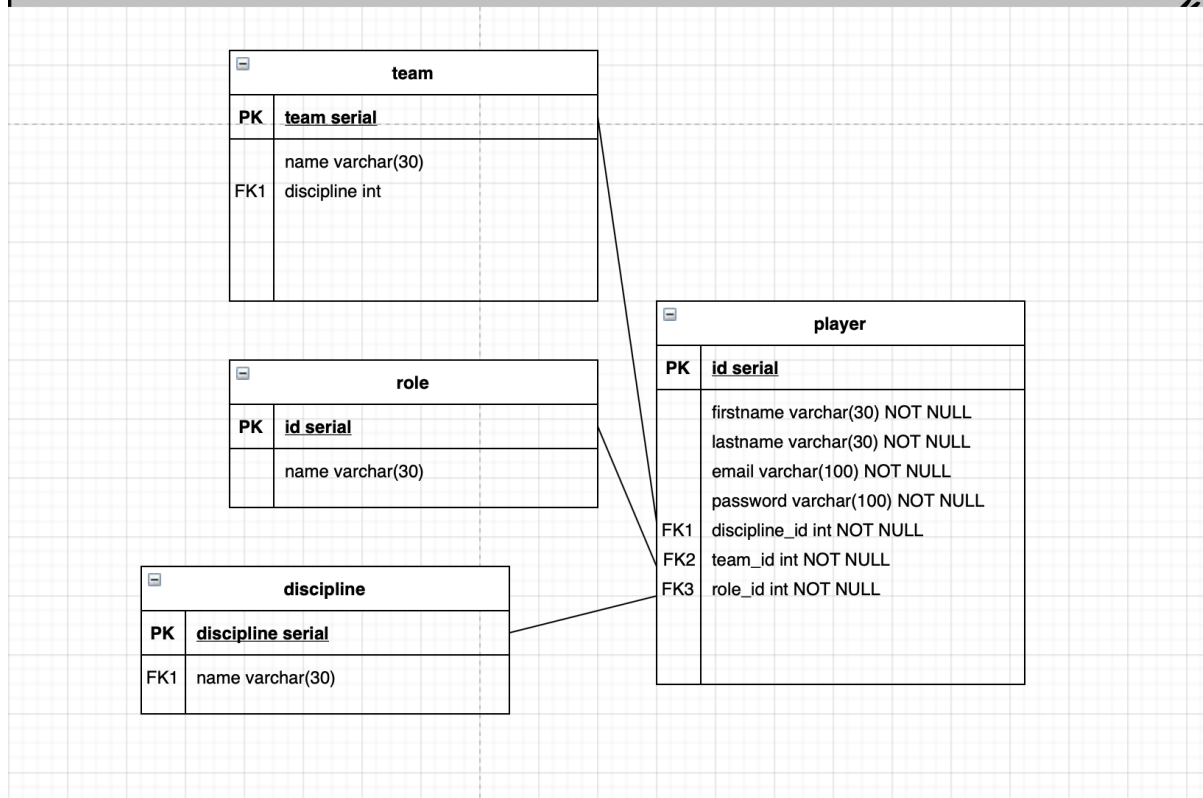 team
PK team serial
name varchar(30)
FK1 discipline int
role
PK id serial
name varchar(30)
discipline
PK discipline serial
FK1 name varchar(30)
player
PK id serial
firstname varchar(30) NOT NULL
lastname varchar(30) NOT NULL
email varchar(100) NOT NULL
password varchar(100) NOT NULL
FK1 discipline_id int NOT NULL
FK2 team_id int NOT NULL
FK3 role_id int NOT NULL